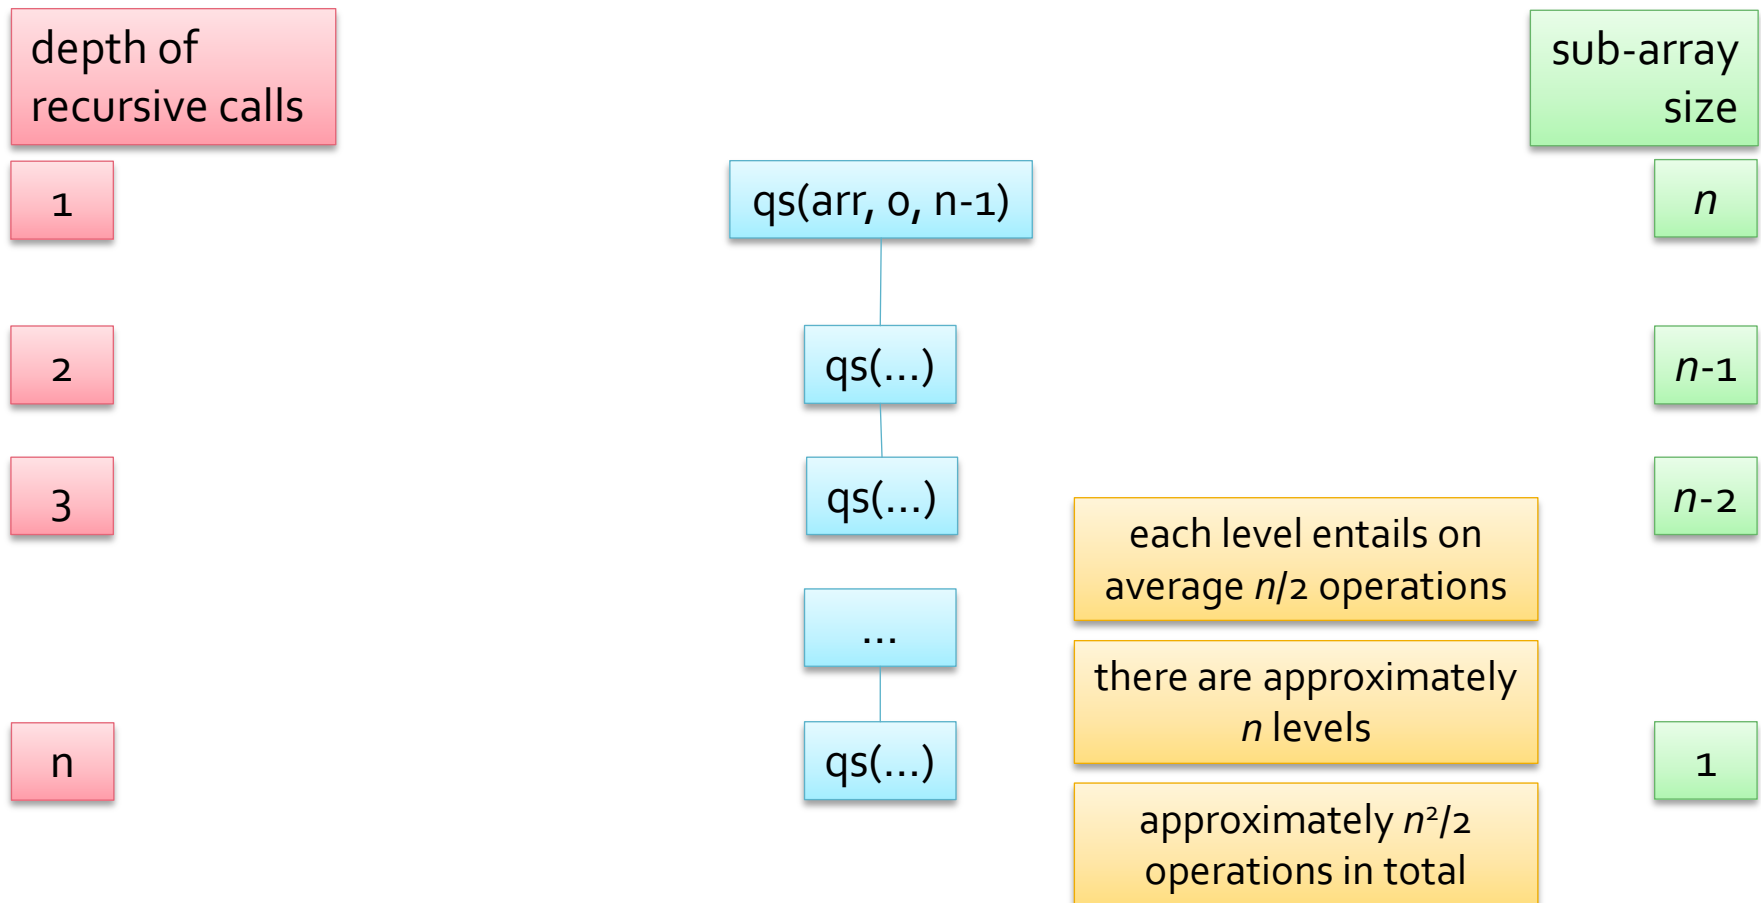 depth of
recursive calls
sub-array
size
1
qs(arr, 0, n-1)
n
2
qs(...)
n-1
3
qs(...)
n-2
each level entails on
average n/2 operations
...
there are approximately
n levels
n
qs(...)
1
approximately n²/2
operations in total